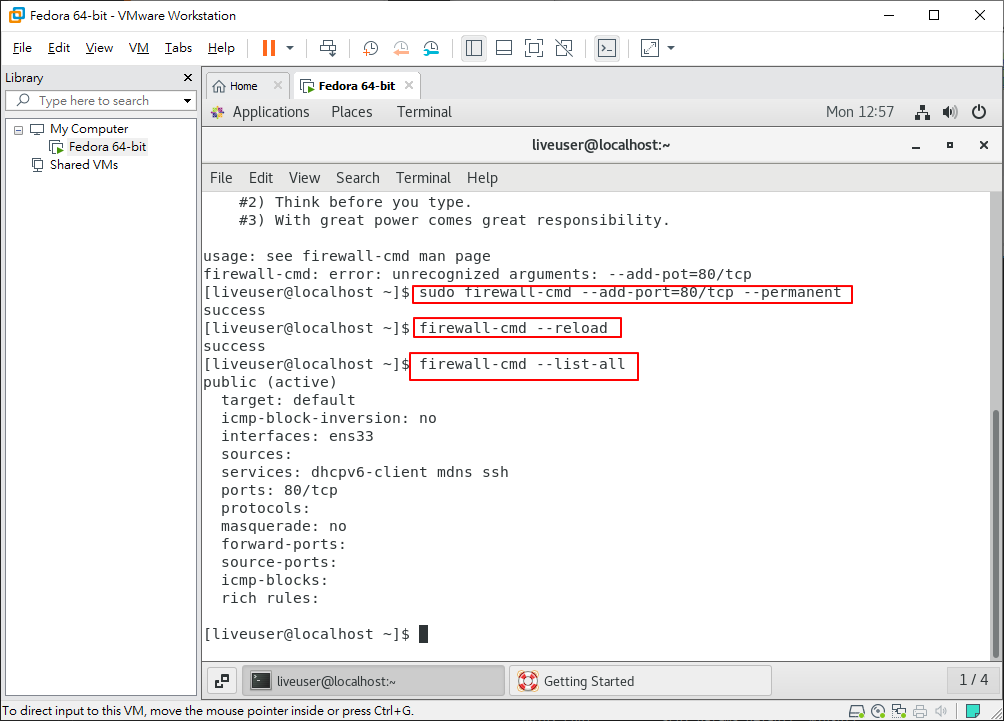 Fedora 64-bit - VMware Workstation
File Edit View VM Tabs Help
Library
Type here to search
My Computer
Fedora 64-bit
Shared VMs
Home
Fedora 64-bit
Applications Places Terminal
Mon 12:57
liveuser@localhost:~
File Edit View Search Terminal Help
#2) Think before you type.
#3) With great power comes great responsibility.
usage: see firewall-cmd man page
firewall-cmd: error: unrecognized arguments: --add-pot=80/tcp
[liveuser@localhost ~]$ sudo firewall-cmd --add-port=80/tcp --permanent
success
[liveuser@localhost ~]$ firewall-cmd --reload
success
[liveuser@localhost ~]$ firewall-cmd --list-all
public (active)
target: default
icmp-block-inversion: no
interfaces: ens33
sources:
services: dhcpv6-client mdns ssh
ports: 80/tcp
protocols:
masquerade: no
forward-ports:
source-ports:
icmp-blocks:
rich rules:
[liveuser@localhost ~]$
liveuser@localhost:~
Getting Started
1 / 4
To direct input to this VM, move the mouse pointer inside or press Ctrl+G.